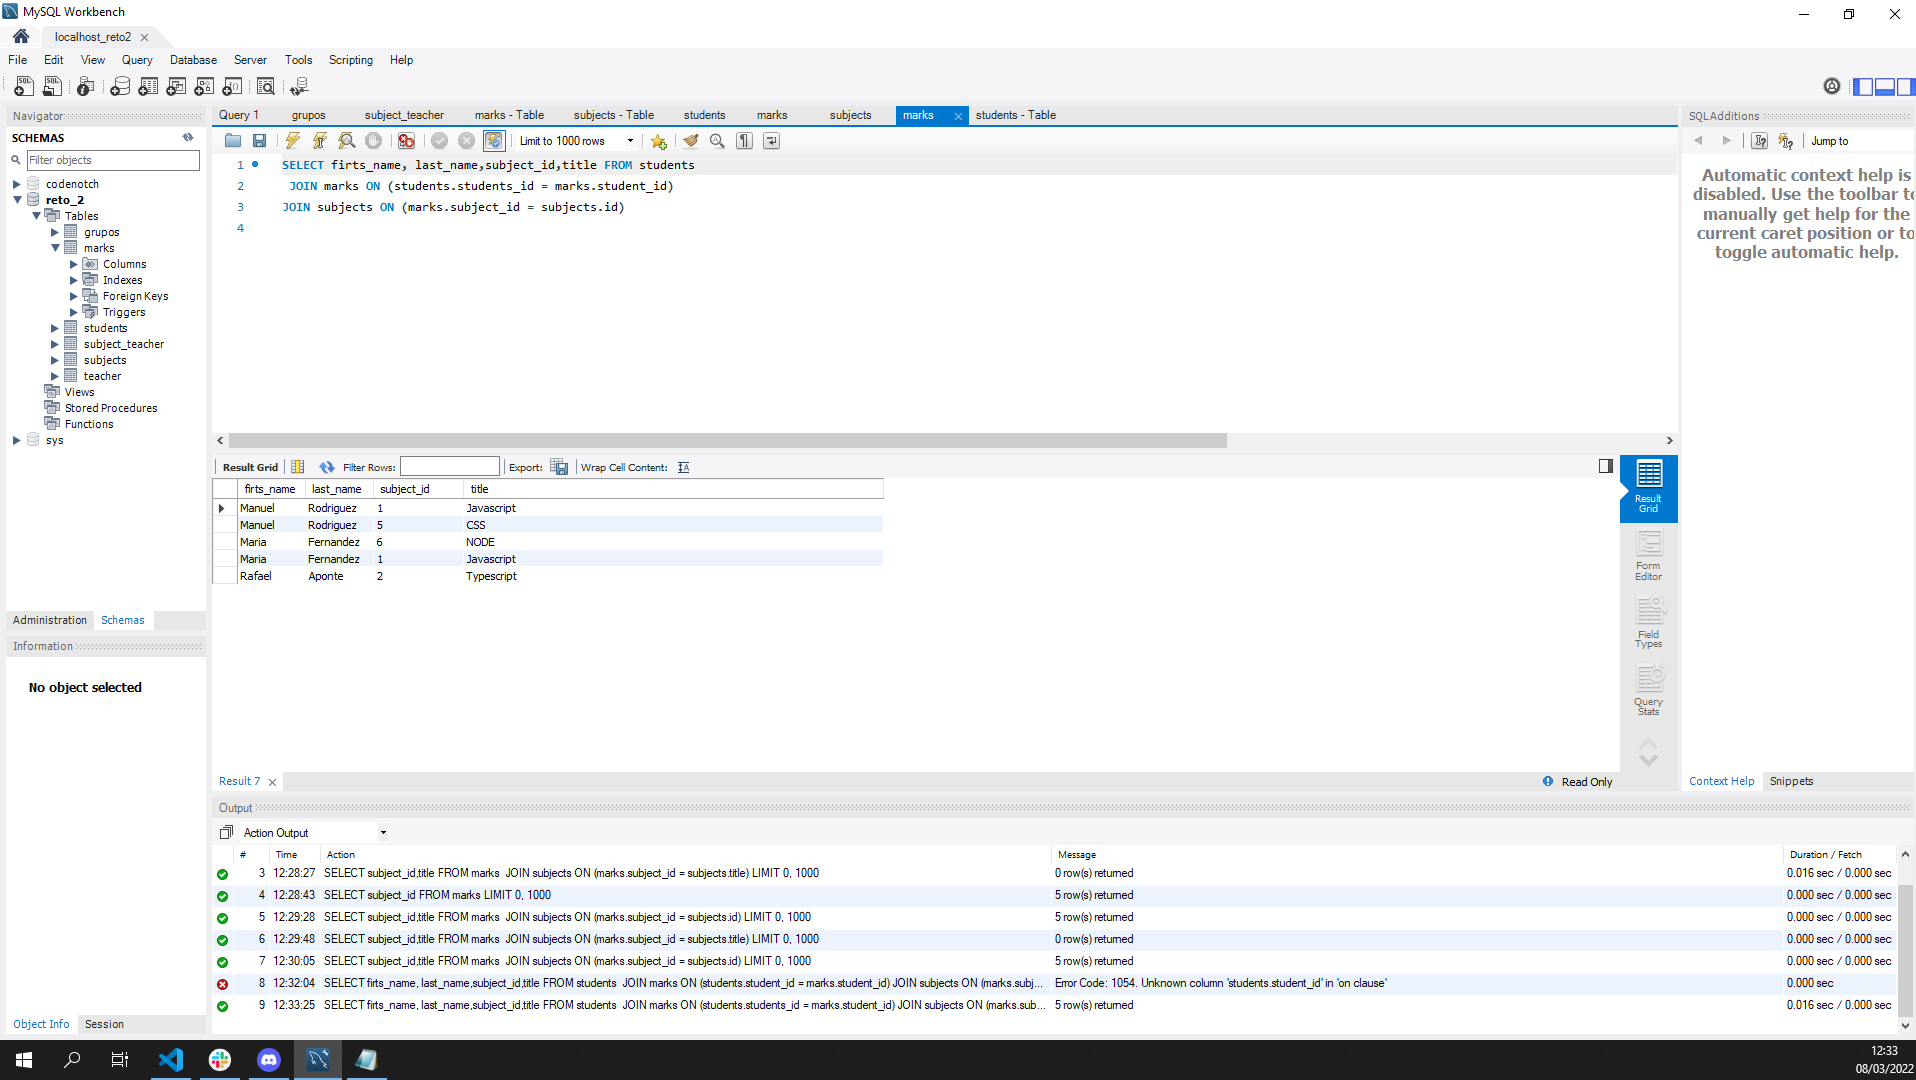 MySQL Workbench
localhost_reto2
File Edit View Query Database Server Tools Scripting Help
Navigator
SCHEMAS
Filter objects
codenotch
reto_2
Tables
grupos
marks
Columns
Indexes
Foreign Keys
Triggers
students
subject_teacher
subjects
teacher
Views
Stored Procedures
Functions
sys
Administration Schemas
Information
No object selected
Object Info Session
Query 1 grupos subject_teacher marks - Table subjects - Table students marks subjects marks students - Table
Limit to 1000 rows
1 SELECT firts_name, last_name,subject_id,title FROM students
2 JOIN marks ON (students.students_id = marks.student_id)
3 JOIN subjects ON (marks.subject_id = subjects.id)
4
Result Grid Filter Rows: Export: Wrap Cell Content:
firts_name last_name subject_id title
Manuel Rodriguez 1 Javascript
Manuel Rodriguez 5 CSS
Maria Fernandez 6 NODE
Maria Fernandez 1 Javascript
Rafael Aponte 2 Typescript
Result Grid
Form Editor
Field Types
Query Stats
Result 7
Read Only
SQLAdditions
Jump to
Automatic context help is
disabled. Use the toolbar to
manually get help for the
current caret position or to
toggle automatic help.
Context Help Snippets
Output
Action Output
# Time Action Message Duration / Fetch
3 12:28:27 SELECT subject_id,title FROM marks JOIN subjects ON (marks.subject_id = subjects.title) LIMIT 0, 1000 0 row(s) returned 0.016 sec / 0.000 sec
4 12:28:43 SELECT subject_id FROM marks LIMIT 0, 1000 5 row(s) returned 0.000 sec / 0.000 sec
5 12:29:28 SELECT subject_id,title FROM marks JOIN subjects ON (marks.subject_id = subjects.id) LIMIT 0, 1000 5 row(s) returned 0.000 sec / 0.000 sec
6 12:29:48 SELECT subject_id,title FROM marks JOIN subjects ON (marks.subject_id = subjects.title) LIMIT 0, 1000 0 row(s) returned 0.000 sec / 0.000 sec
7 12:30:05 SELECT subject_id,title FROM marks JOIN subjects ON (marks.subject_id = subjects.id) LIMIT 0, 1000 5 row(s) returned 0.000 sec / 0.000 sec
8 12:32:04 SELECT firts_name, last_name,subject_id,title FROM students JOIN marks ON (students.student_id = marks.student_id) JOIN subjects ON (marks.subj... Error Code: 1054. Unknown column 'students.student_id' in 'on clause' 0.000 sec
9 12:33:25 SELECT firts_name, last_name,subject_id,title FROM students JOIN marks ON (students.students_id = marks.student_id) JOIN subjects ON (marks.sub... 5 row(s) returned 0.016 sec / 0.000 sec
12:33
08/03/2022